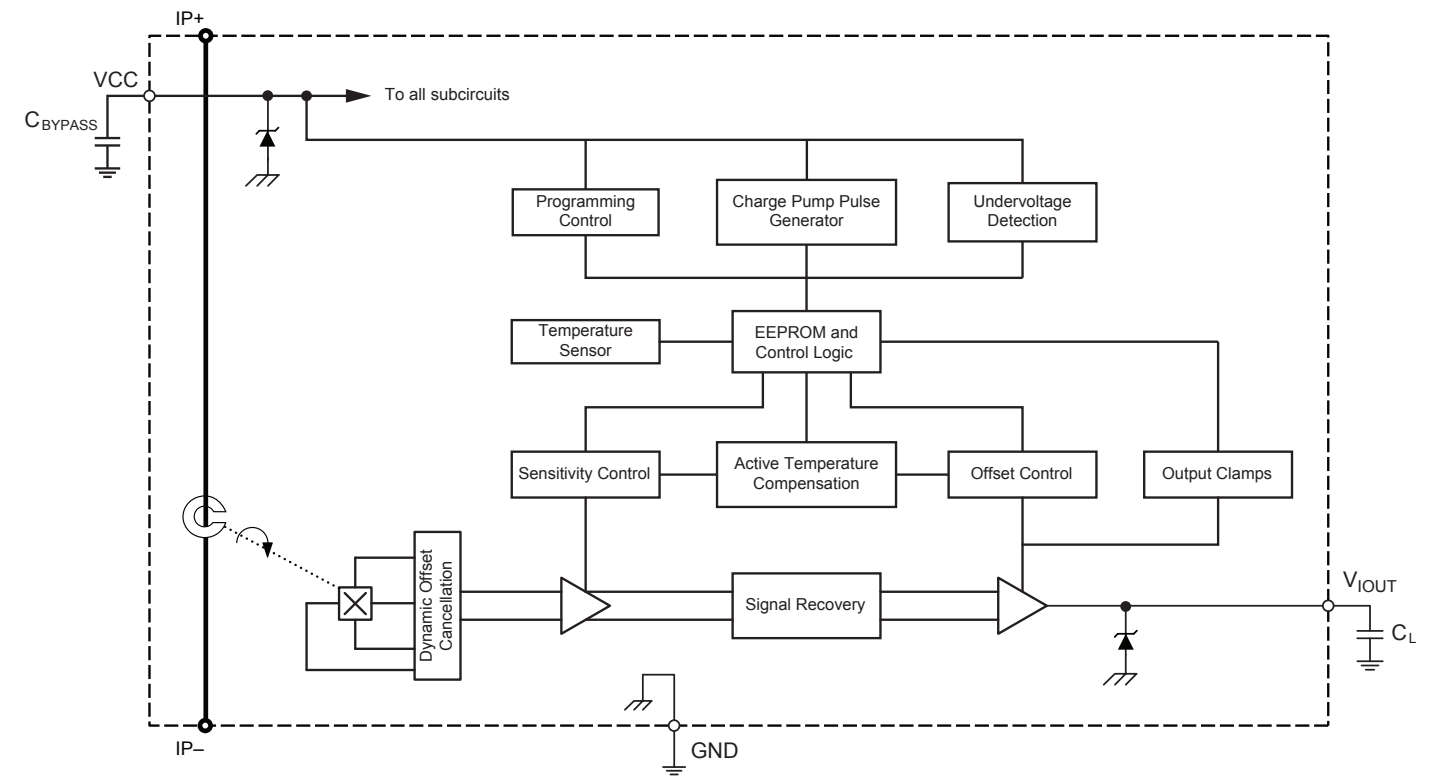 IP+
VCC
To all subcircuits
CBYPASS
Programming
Control
Charge Pump Pulse
Generator
Undervoltage
Detection
Temperature
Sensor
EEPROM and
Control Logic
Sensitivity Control
Active Temperature
Compensation
Offset Control
Output Clamps
Dynamic Offset
Cancellation
Signal Recovery
VIOUT
CL
IP–
GND